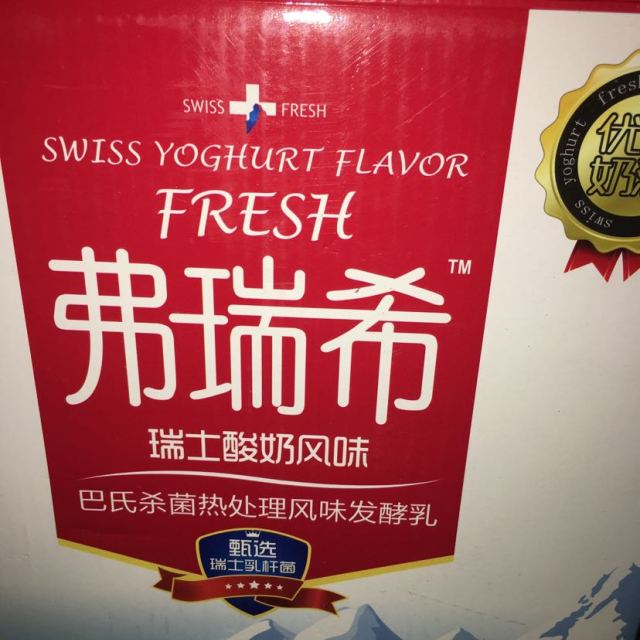 SWISS FRESH
SWISS YOGHURT FLAVOR
FRESH
弗瑞希™
瑞士酸奶风味
巴氏杀菌热处理风味发酵乳
甄选
瑞士乳杆菌
yoghurt fresh
优
奶
swiss